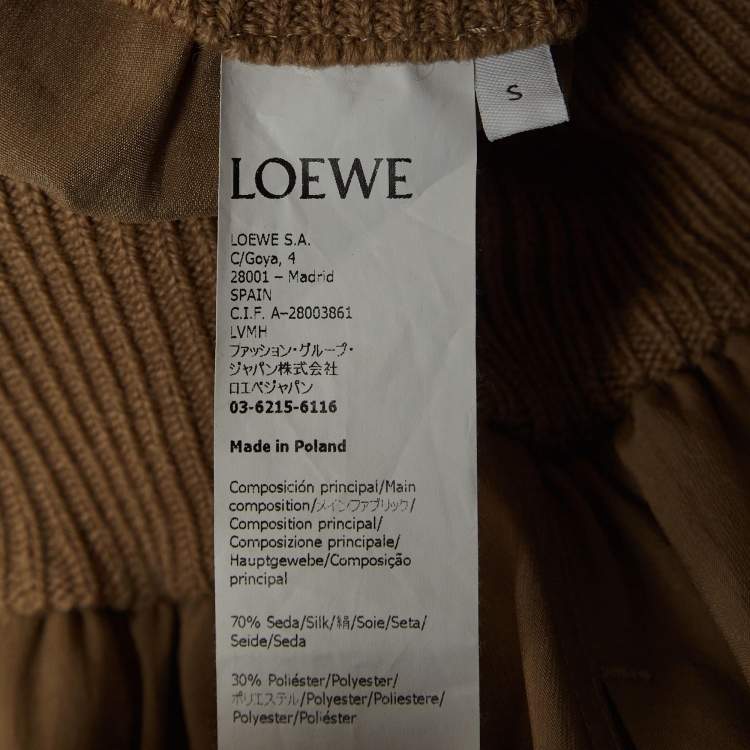 S
LOEWE
LOEWE S.A.
C/Goya, 4
28001 – Madrid
SPAIN
C.I.F. A–28003861
LVMH
ファッション・グループ・
ジャパン株式会社
ロエベジャパン
03-6215-6116
Made in Poland
Composición principal/Main
composition/メインファブリック/
Composition principal/
Composizione principale/
Hauptgewebe/Composição
principal
70% Seda/Silk/絹/Soie/Seta/
Seide/Seda
30% Poliéster/Polyester/
ポリエステル/Polyester/Poliestere/
Polyester/Poliéster